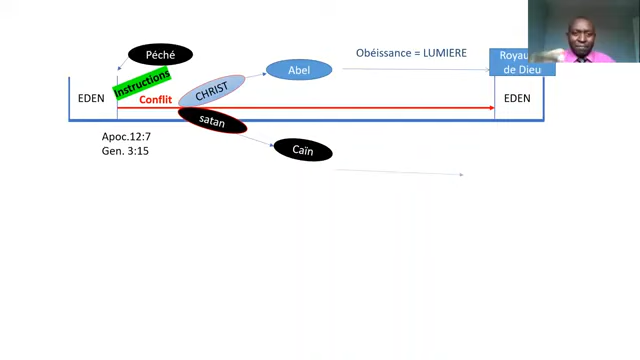 Péché
Obéissance = LUMIERE
de Dieu
Abel
Instructions
EDEN
Conflit
CHRIST
EDEN
satan
Apoc.12:7
Gen. 3:15
Caïn